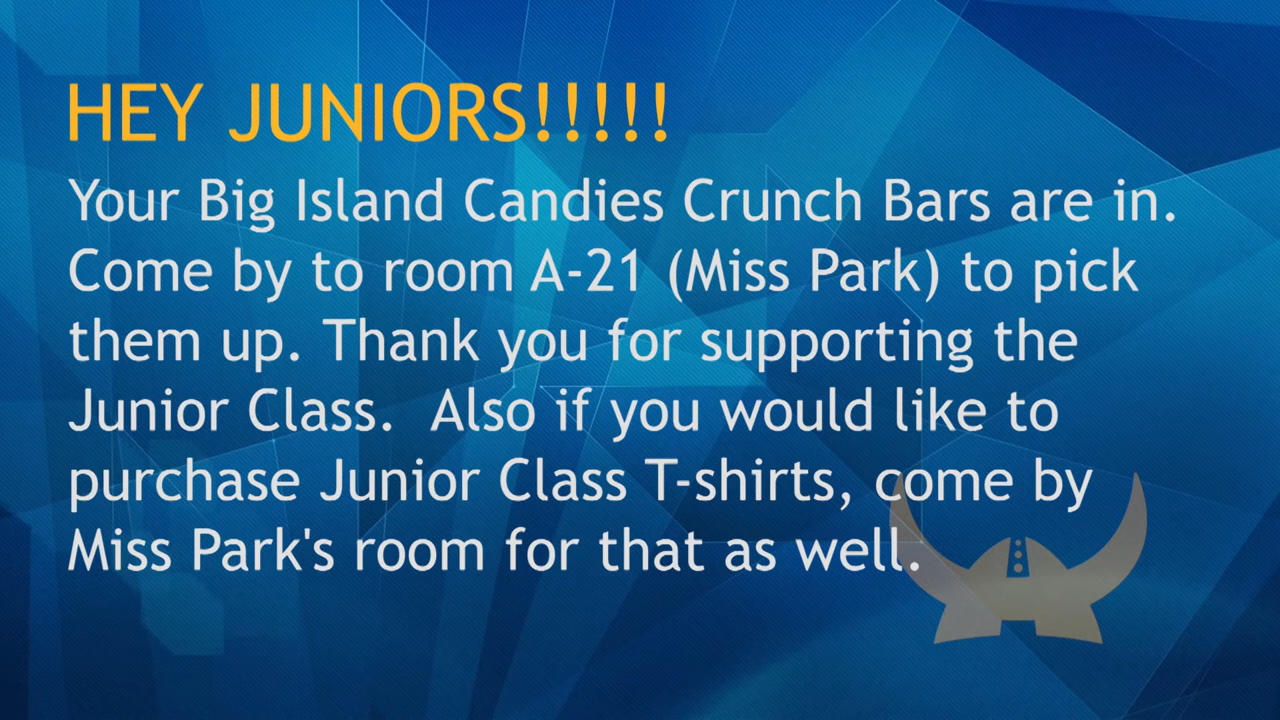 HEY JUNIORS!!!!!
Your Big Island Candies Crunch Bars are in.
Come by to room A-21 (Miss Park) to pick
them up. Thank you for supporting the
Junior Class.  Also if you would like to
purchase Junior Class T-shirts, come by
Miss Park's room for that as well.